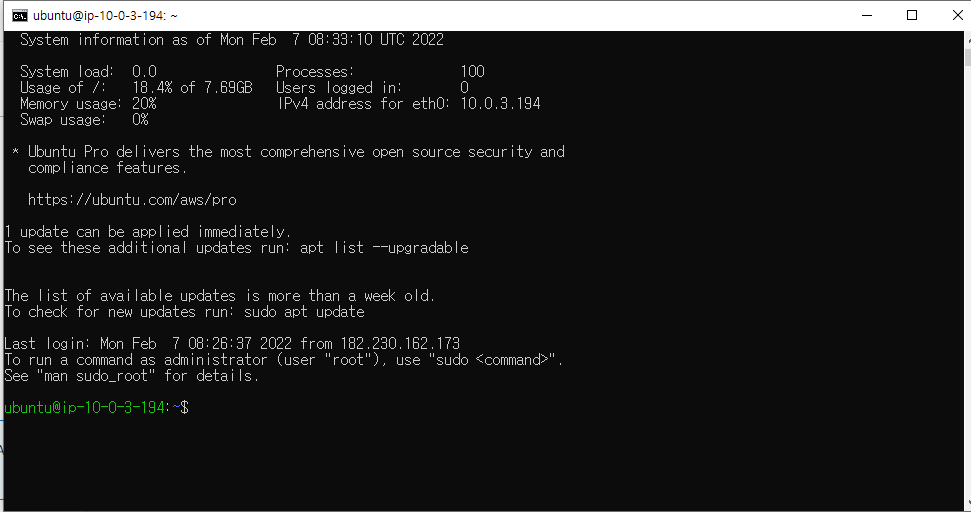 ubuntu@ip-10-0-3-194: ~
System information as of Mon Feb  7 08:33:10 UTC 2022
System load:  0.0               Processes:             100
Usage of /:   18.4% of 7.69GB   Users logged in:       0
Memory usage: 20%               IPv4 address for eth0: 10.0.3.194
Swap usage:   0%
* Ubuntu Pro delivers the most comprehensive open source security and
compliance features.
https://ubuntu.com/aws/pro
1 update can be applied immediately.
To see these additional updates run: apt list --upgradable
The list of available updates is more than a week old.
To check for new updates run: sudo apt update
Last login: Mon Feb  7 08:26:37 2022 from 182.230.162.173
To run a command as administrator (user "root"), use "sudo <command>".
See "man sudo_root" for details.
ubuntu@ip-10-0-3-194:~$